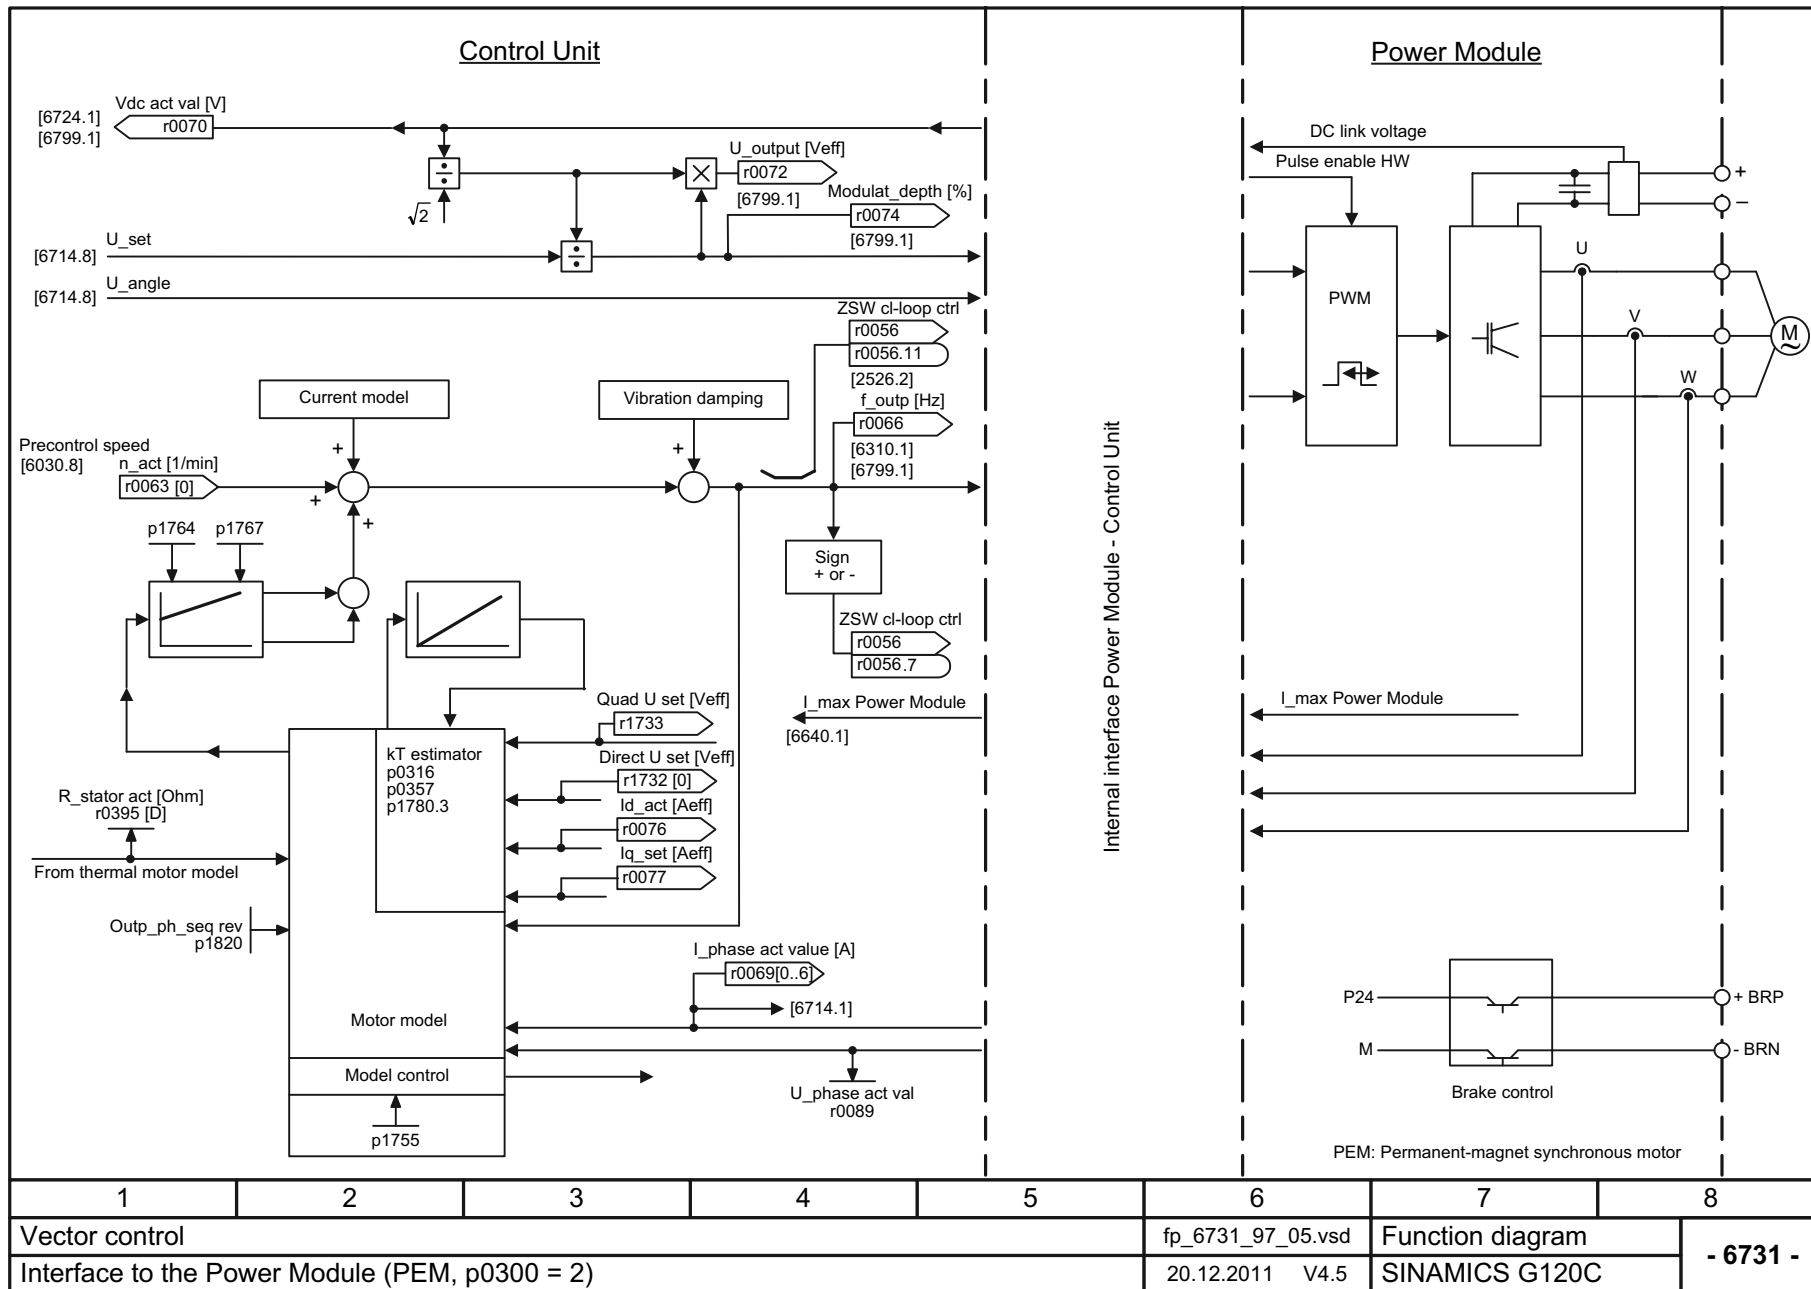 Control Unit
Power Module
Vdc act val [V]
[6724.1]
[6799.1]
r0070
÷
√2
U_output [Veff]
r0072
[6799.1]
Modulat_depth [%]
r0074
[6799.1]
U_set
[6714.8]
÷
U_angle
[6714.8]
DC link voltage
Pulse enable HW
+
−
PWM
U
V
W
M
~
ZSW cl-loop ctrl
r0056
r0056.11
[2526.2]
f_outp [Hz]
r0066
[6310.1]
[6799.1]
Current model
Vibration damping
+
+
Precontrol speed
[6030.8]
n_act [1/min]
r0063 [0]
+
+
p1764
p1767
Sign
+ or -
ZSW cl-loop ctrl
r0056
r0056.7
Internal interface Power Module - Control Unit
I_max Power Module
[6640.1]
I_max Power Module
Quad U set [Veff]
r1733
kT estimator
p0316
p0357
p1780.3
Direct U set [Veff]
r1732 [0]
Id_act [Aeff]
r0076
Iq_set [Aeff]
r0077
R_stator act [Ohm]
r0395 [D]
From thermal motor model
Outp_ph_seq rev
p1820
I_phase act value [A]
r0069[0..6]
[6714.1]
Motor model
Model control
p1755
U_phase act val
r0089
P24
+ BRP
M
- BRN
Brake control
PEM: Permanent-magnet synchronous motor
1 2 3 4 5 6 7 8
Vector control
fp_6731_97_05.vsd
Function diagram
- 6731 -
Interface to the Power Module (PEM, p0300 = 2)
20.12.2011 V4.5
SINAMICS G120C